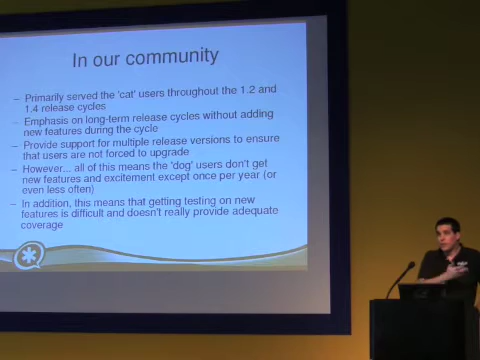 In our community
– Primarily served the 'cat' users throughout the 1.2 and
1.4 release cycles
– Emphasis on long-term release cycles without adding
new features during the cycle
– Provide support for multiple release versions to ensure
that users are not forced to upgrade
– However... all of this means the 'dog' users don't get
new features and excitement except once per year (or
even less often)
– In addition, this means that getting testing on new
features is difficult and doesn't really provide adequate
coverage